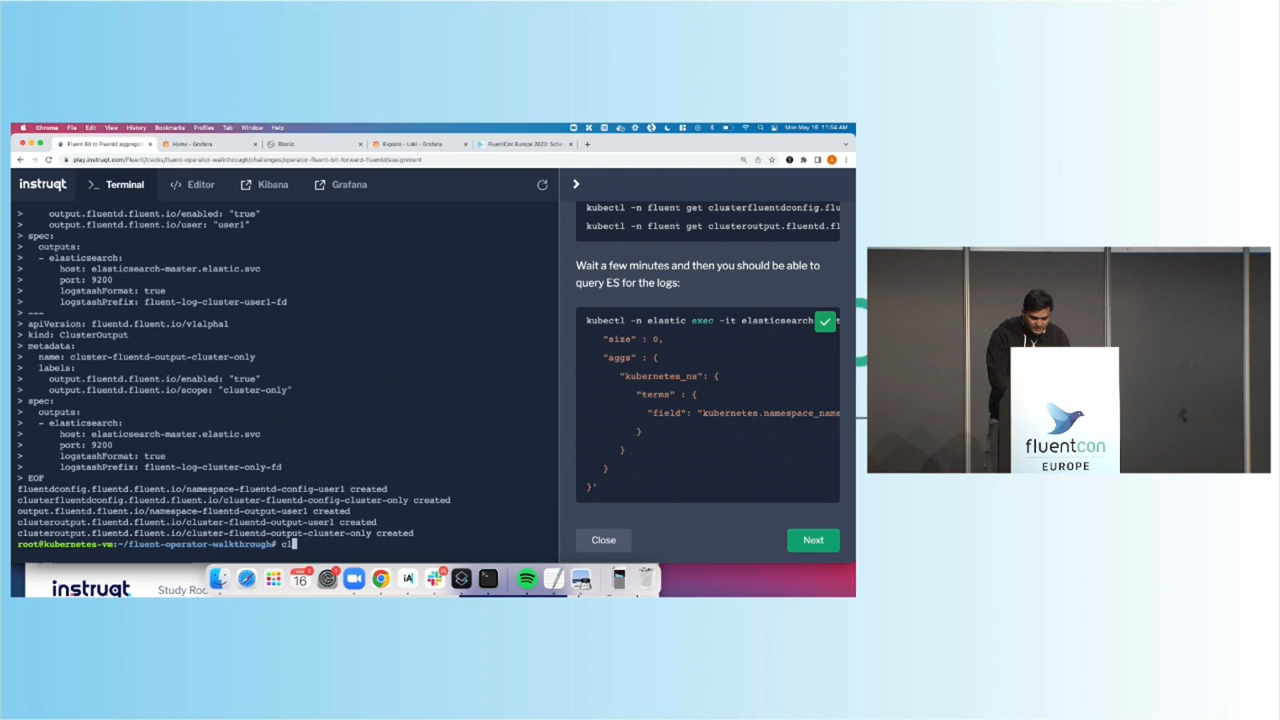 Chrome File Edit View History Bookmarks Profiles Tab Window Help
Mon May 16 11:54 AM
Fluent Bit to Fluentd aggregat
Home - Grafana
Elastic
Explore - Loki - Grafana
FluentCon Europe 2022: Sche
play.instruqt.com/Fluent/tracks/fluent-operator-walkthrough/challenges/operator-fluent-bit-forward-fluentd/assignment
instruqt
>_ Terminal
</> Editor
Kibana
Grafana
> output.fluentd.fluent.io/enabled: "true"
> output.fluentd.fluent.io/user: "user1"
> spec:
> outputs:
> - elasticsearch:
> host: elasticsearch-master.elastic.svc
> port: 9200
> logstashFormat: true
> logstashPrefix: fluent-log-cluster-user1-fd
> ---
> apiVersion: fluentd.fluent.io/v1alpha1
> kind: ClusterOutput
> metadata:
> name: cluster-fluentd-output-cluster-only
> labels:
> output.fluentd.fluent.io/enabled: "true"
> output.fluentd.fluent.io/scope: "cluster-only"
> spec:
> outputs:
> - elasticsearch:
> host: elasticsearch-master.elastic.svc
> port: 9200
> logstashFormat: true
> logstashPrefix: fluent-log-cluster-only-fd
> EOF
fluentdconfig.fluentd.fluent.io/namespace-fluentd-config-user1 created
clusterfluentdconfig.fluentd.fluent.io/cluster-fluentd-config-cluster-only created
output.fluentd.fluent.io/namespace-fluentd-output-user1 created
clusteroutput.fluentd.fluent.io/cluster-fluentd-output-user1 created
clusteroutput.fluentd.fluent.io/cluster-fluentd-output-cluster-only created
root@kubernetes-vm:~/fluent-operator-walkthrough# cl
kubectl -n fluent get clusterfluentdconfig.flu
kubectl -n fluent get clusteroutput.fluentd.fl
Wait a few minutes and then you should be able to
query ES for the logs:
kubectl -n elastic exec -it elasticsearch
"size" : 0,
"aggs" : {
"kubernetes_ns": {
"terms" : {
"field": "kubernetes.namespace_name
}
}
}
}'
Close
Next
instruqt
Study Roo
16
fluentcon
EUROPE